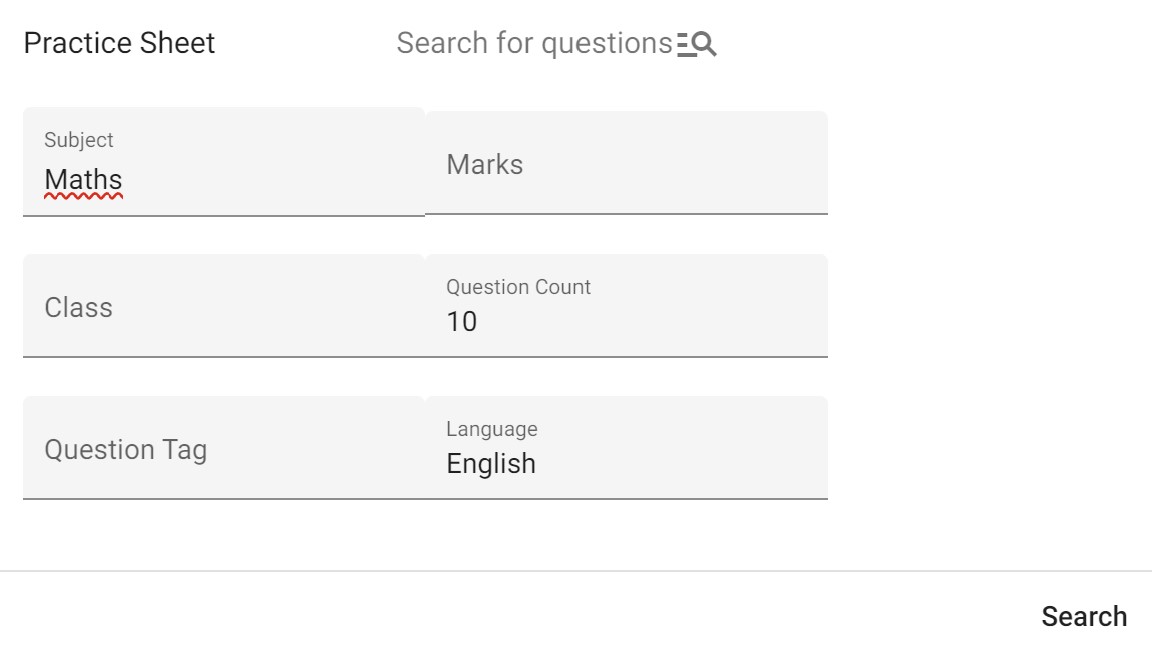 Practice Sheet Search for questions
Subject
Maths
Marks
Class
Question Count
10
Question Tag
Language
English
Search